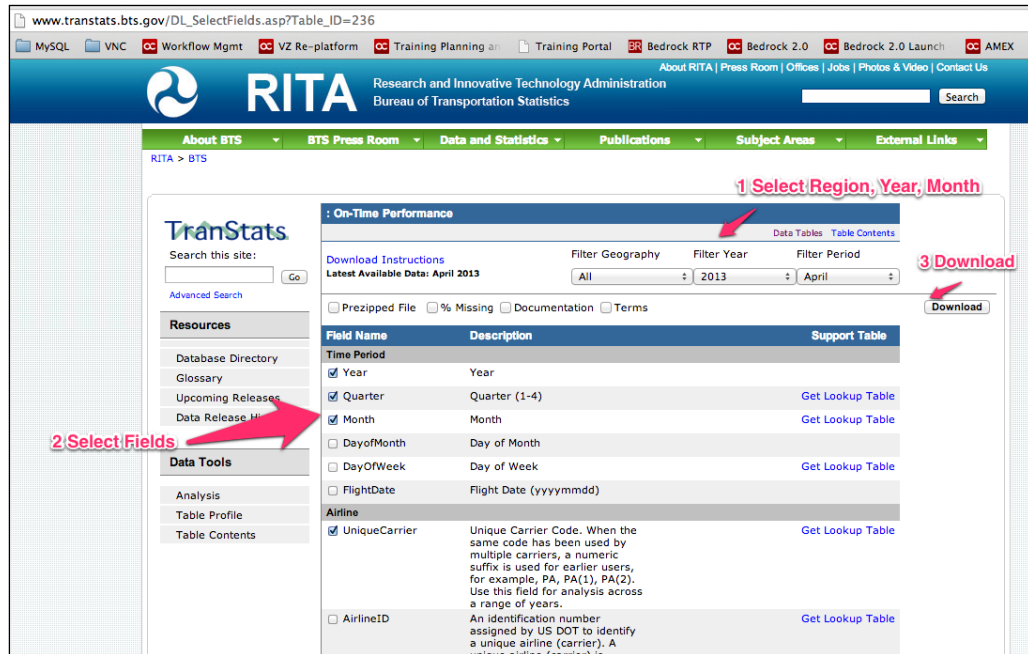 www.transtats.bts.gov/DL_SelectFields.asp?Table_ID=236
MySQL VNC Workflow Mgmt VZ Re-platform Training Planning an Training Portal Bedrock RTP Bedrock 2.0 Bedrock 2.0 Launch AMEX
About RITA | Press Room | Offices | Jobs | Photos & Video | Contact Us
RITA Research and Innovative Technology Administration
Bureau of Transportation Statistics
Search
About BTS BTS Press Room Data and Statistics Publications Subject Areas External Links
RITA > BTS
1 Select Region, Year, Month
TranStats
Search this site:
Go
Advanced Search
Resources
Database Directory
Glossary
Upcoming Releases
Data Release Hi
2 Select Fields
Data Tools
Analysis
Table Profile
Table Contents
: On-Time Performance
Data Tables Table Contents
Download Instructions
Latest Available Data: April 2013
Filter Geography Filter Year Filter Period
All 2013 April
3 Download
Download
Prezipped File % Missing Documentation Terms
Field Name Description Support Table
Time Period
Year Year
Quarter Quarter (1-4) Get Lookup Table
Month Month Get Lookup Table
DayofMonth Day of Month
DayOfWeek Day of Week Get Lookup Table
FlightDate Flight Date (yyyymmdd)
Airline
UniqueCarrier Unique Carrier Code. When the Get Lookup Table
same code has been used by
multiple carriers, a numeric
suffix is used for earlier users,
for example, PA, PA(1), PA(2).
Use this field for analysis across
a range of years.
AirlineID An identification number Get Lookup Table
assigned by US DOT to identify
a unique airline (carrier). A
unique airline (carrier) is